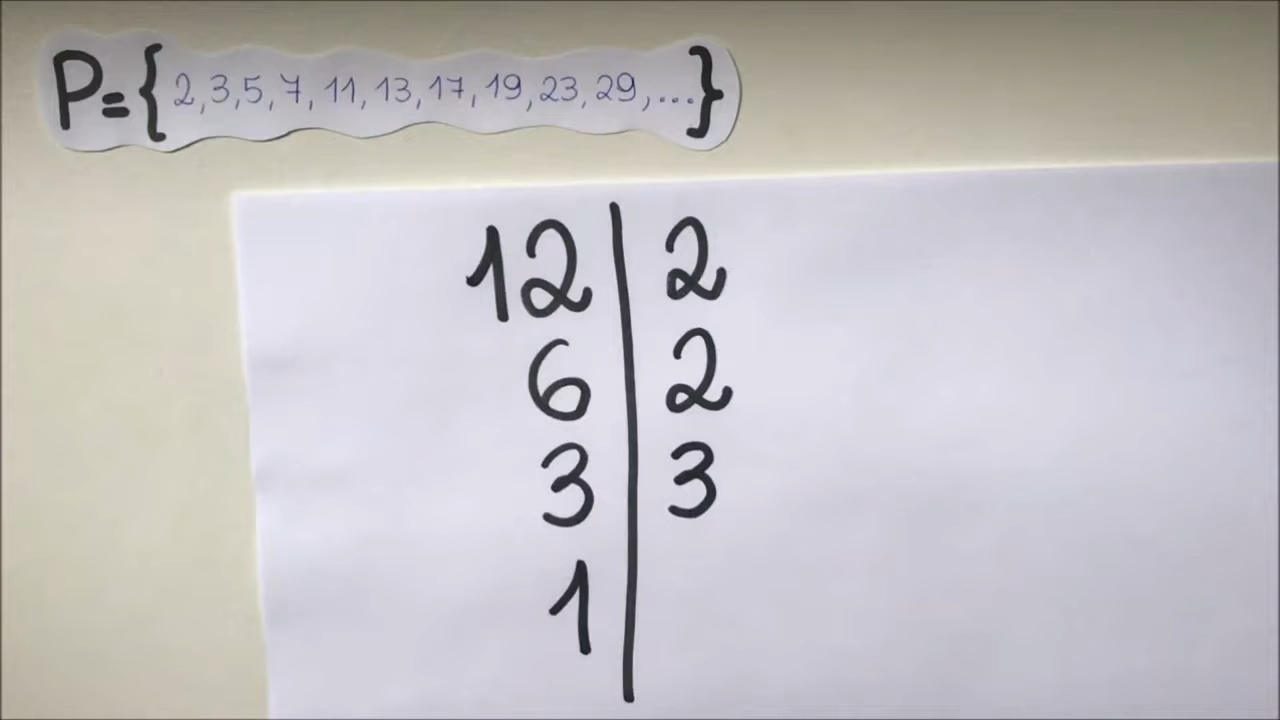 P={2,3,5,7,11,13,17,19,23,29,...}
12 | 2
6 | 2
3 | 3
1 |